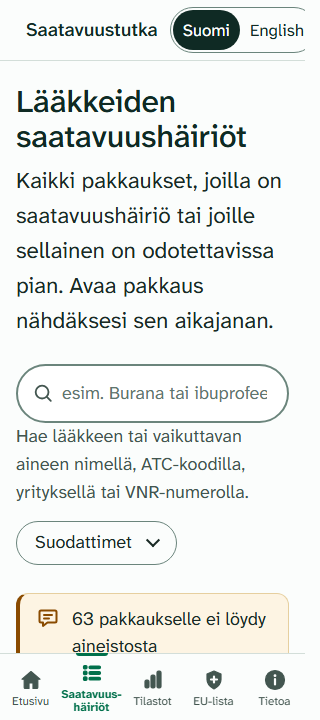 Saatavuustutka Suomi English
Lääkkeiden
saatavuushäiriöt
Kaikki pakkaukset, joilla on
saatavuushäiriö tai joille
sellainen on odotettavissa
pian. Avaa pakkaus
nähdäksesi sen aikajanan.
esim. Burana tai ibuprofee
Hae lääkkeen tai vaikuttavan
aineen nimellä, ATC-koodilla,
yrityksellä tai VNR-numerolla.
Suodattimet
63 pakkaukselle ei löydy
aineistosta
Etusivu
Saatavuus-
häiriöt
Tilastot
EU-lista
Tietoa